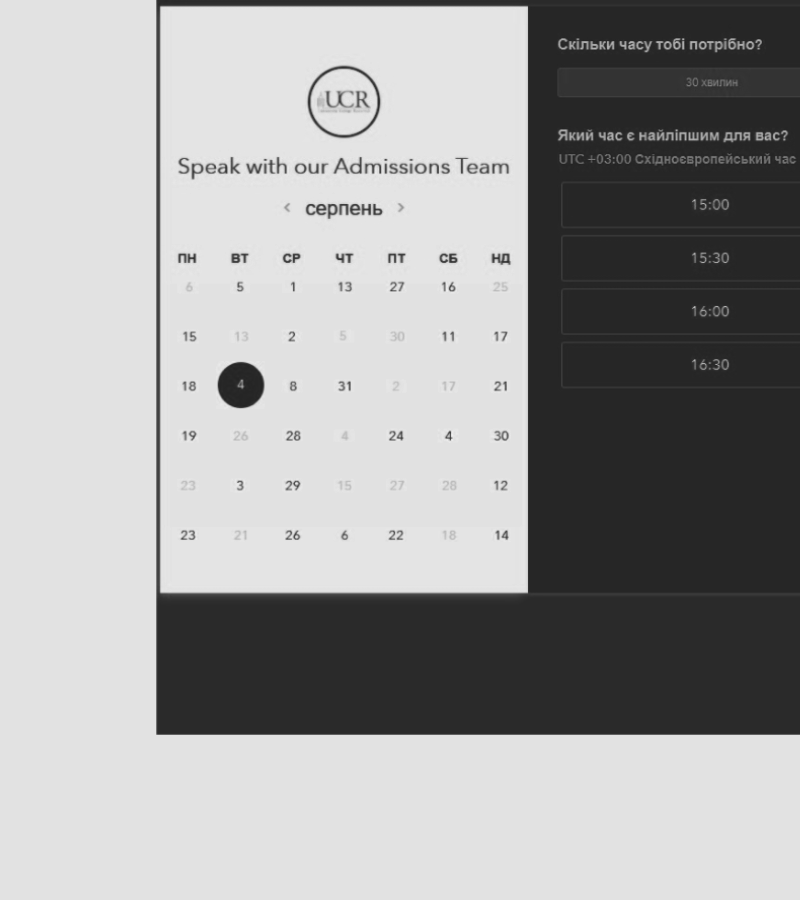 UCR
Speak with our Admissions Team
< серпень >
ПН ВТ СР ЧТ ПТ СБ НД
6 5 1 13 27 16 25
15 13 2 5 30 11 17
18 4 8 31 2 17 21
19 26 28 4 24 4 30
23 3 29 15 27 28 12
23 21 26 6 22 18 14
Скільки часу тобі потрібно?
30 хвилин
Який час є найліпшим для вас?
UTC +03:00 Східноєвропейський час
15:00
15:30
16:00
16:30